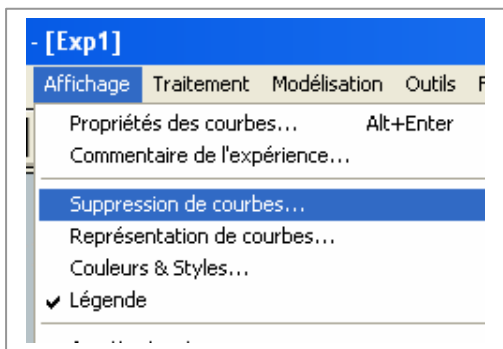 - [Exp1]
Affichage Traitement Modélisation Outils
Propriétés des courbes... Alt+Enter
Commentaire de l'expérience...
Suppression de courbes...
Représentation de courbes...
Couleurs & Styles...
✔ Légende